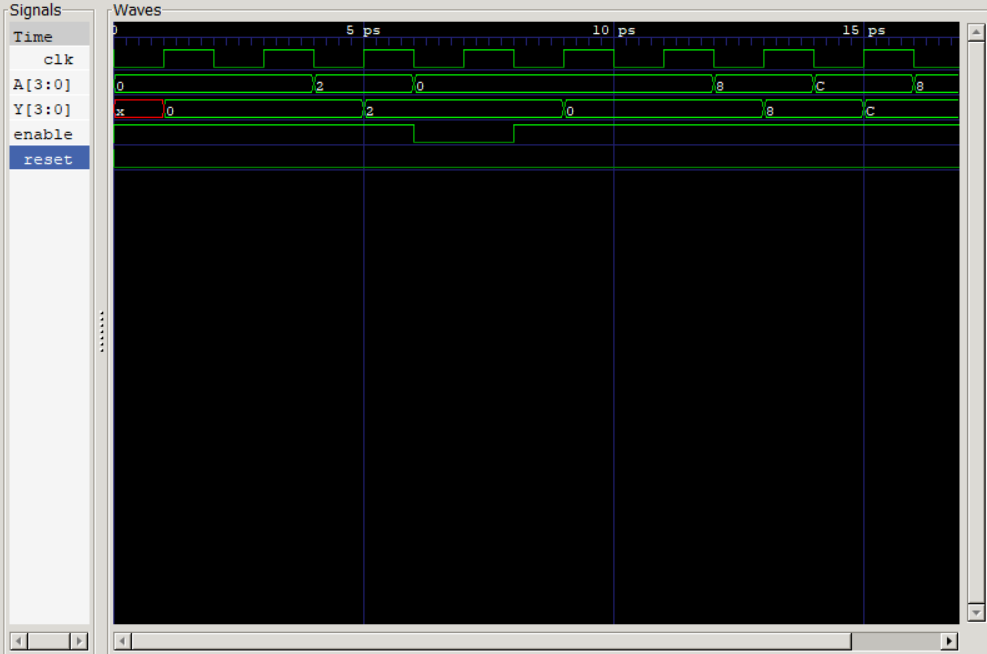 Signals
Waves
Time
0 5 ps 10 ps 15 ps
clk
A[3:0] 0 2 0 8 C 8
Y[3:0] x 0 2 0 8 C
enable
reset